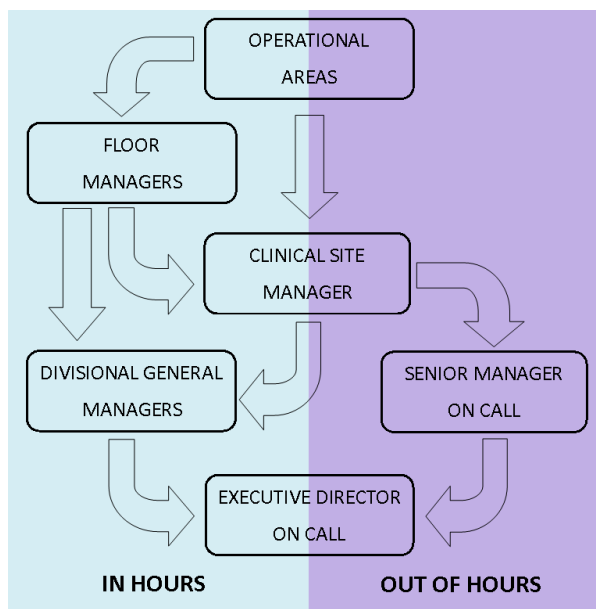 OPERATIONAL
AREAS
FLOOR
MANAGERS
CLINICAL SITE
MANAGER
DIVISIONAL GENERAL
MANAGERS
SENIOR MANAGER
ON CALL
EXECUTIVE DIRECTOR
ON CALL
IN HOURS
OUT OF HOURS